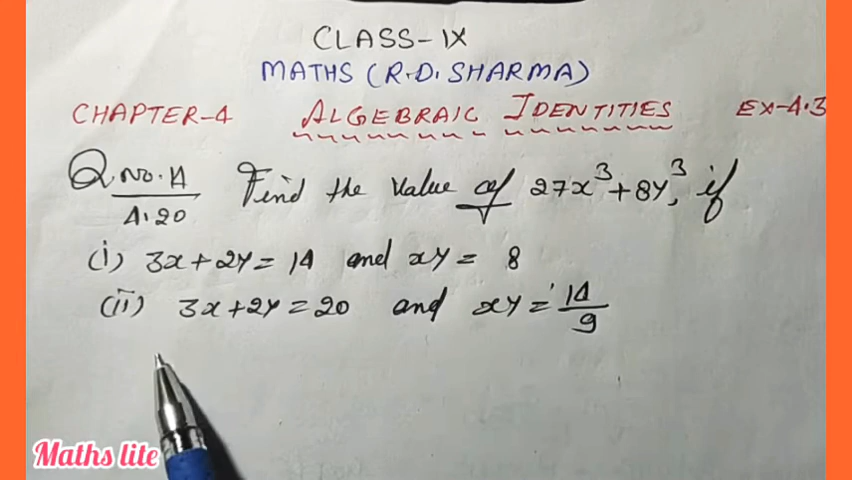 CLASS-IX
MATHS (R.D. SHARMA)
CHAPTER-4 ALGEBRAIC IDENTITIES EX-4.3
Q.No.4/4.20 Find the value of 27x³+8y³, if
(i) 3x+2y=14 and xy=8
(ii) 3x+2y=20 and xy=14/9
Maths lite